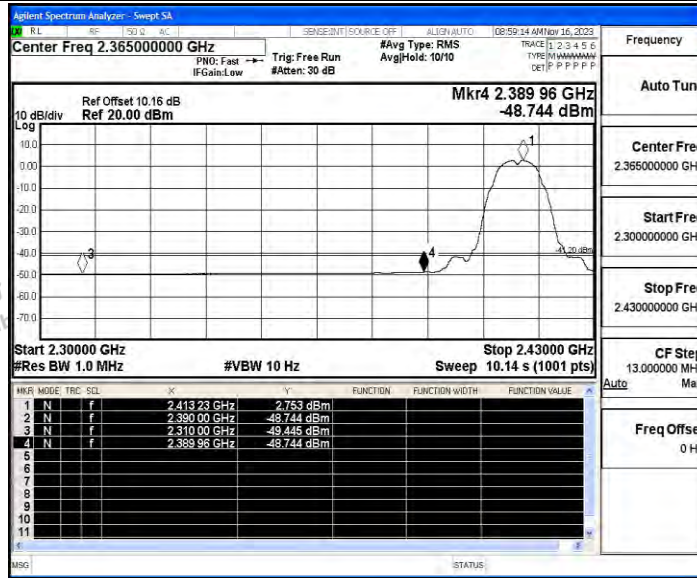 Agilent Spectrum Analyzer - Swept SA
RL RF 50 Ω AC SENSE:INT SOURCE OFF ALIGN AUTO 08:59:14 AM Nov 16, 2023
Center Freq 2.365000000 GHz
PNO: Fast
IFGain:Low
Trig: Free Run
#Atten: 30 dB
#Avg Type: RMS
Avg|Hold: 10/10
TRACE 1 2 3 4 5 6
TYPE M WWWWW
DET P P P P P P
Mkr4 2.389 96 GHz
-48.744 dBm
Ref Offset 10.16 dB
10 dB/div Ref 20.00 dBm
Log
10.0
0.00
-10.0
-20.0
-30.0
-40.0
-50.0
-60.0
-70.0
1
3
4
-41.20 dBm
Start 2.30000 GHz Stop 2.43000 GHz
#Res BW 1.0 MHz #VBW 10 Hz Sweep 10.14 s (1001 pts)
MKR MODE TRC SCL X Y FUNCTION FUNCTION WIDTH FUNCTION VALUE
1 N f 2.413 23 GHz 2.753 dBm
2 N f 2.390 00 GHz -48.744 dBm
3 N f 2.310 00 GHz -49.445 dBm
4 N f 2.389 96 GHz -48.744 dBm
5
6
7
8
9
10
11
MSG STATUS
Frequency
Auto Tun
Center Fre
2.365000000 GH
Start Fre
2.300000000 GH
Stop Fre
2.430000000 GH
CF Step
13.000000 MH
Auto Ma
Freq Offse
0 H